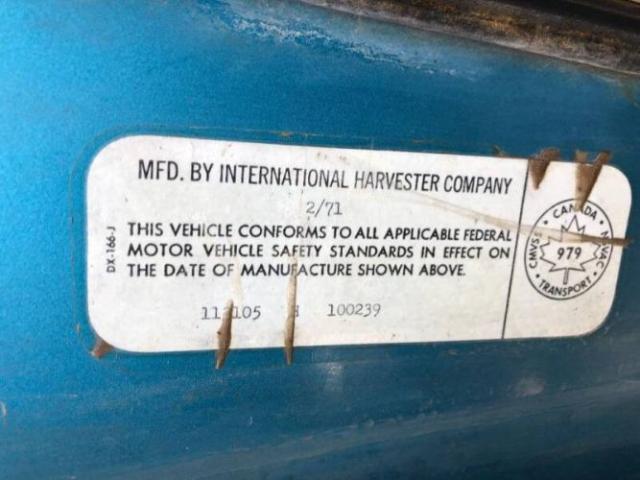 MFD. BY INTERNATIONAL HARVESTER COMPANY
2/71
THIS VEHICLE CONFORMS TO ALL APPLICABLE FEDERAL
MOTOR VEHICLE SAFETY STANDARDS IN EFFECT ON
THE DATE OF MANUFACTURE SHOWN ABOVE.
H 100239
DX-166-J
CANADA
979
TRANSPORT